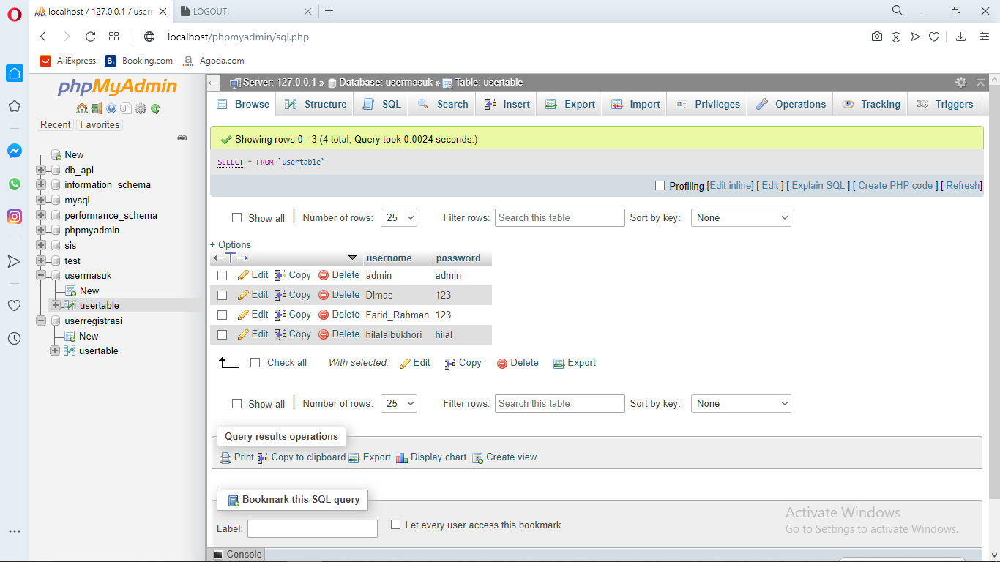 localhost / 127.0.0.1 / userr
LOGOUT!
localhost/phpmyadmin/sql.php
AliExpress
B. Booking.com
a Agoda.com
phpMyAdmin
Recent Favorites
New
db_api
information_schema
mysql
performance_schema
phpmyadmin
sis
test
usermasuk
New
usertable
userregistrasi
New
usertable
Server: 127.0.0.1 » Database: usermasuk » Table: usertable
Browse Structure SQL Search Insert Export Import Privileges Operations Tracking Triggers
Showing rows 0 - 3 (4 total, Query took 0.0024 seconds.)
SELECT * FROM `usertable`
Profiling [Edit inline] [ Edit ] [ Explain SQL ] [ Create PHP code ] [ Refresh]
Show all Number of rows: 25 Filter rows: Search this table Sort by key: None
+ Options
←T→ username password
Edit Copy Delete admin admin
Edit Copy Delete Dimas 123
Edit Copy Delete Farid_Rahman 123
Edit Copy Delete hilalalbukhori hilal
Check all With selected: Edit Copy Delete Export
Show all Number of rows: 25 Filter rows: Search this table Sort by key: None
Query results operations
Print Copy to clipboard Export Display chart Create view
Bookmark this SQL query
Label: Let every user access this bookmark
Console
Activate Windows
Go to Settings to activate Windows.